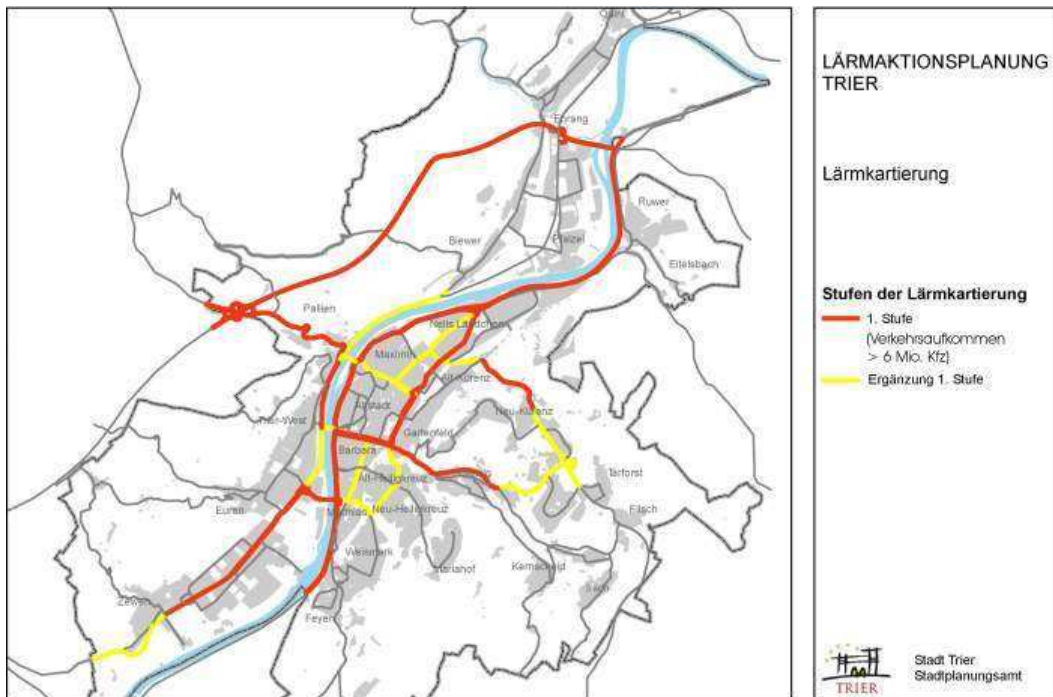 LÄRMAKTIONSPLANUNG
TRIER
Lärmkartierung
Stufen der Lärmkartierung
1. Stufe
(Verkehrsaufkommen
> 6 Mio. Kfz)
Ergänzung 1. Stufe
Stadt Trier
Stadtplanungsamt
TRIER
Ehrang
Ruwer
Pfalzel
Biewer
Eitelsbach
Pallien
Nells Ländchen
Maximin
Alt-Kürenz
Neu-Kürenz
Altstadt
Trier-West
Gartenfeld
Barbara
Alt-Heiligkreuz
Tarforst
Euren
Matthias
Neu-Heiligkreuz
Filsch
Weismark
Mariahof
Kernscheid
Irsch
Zewen
Feyen